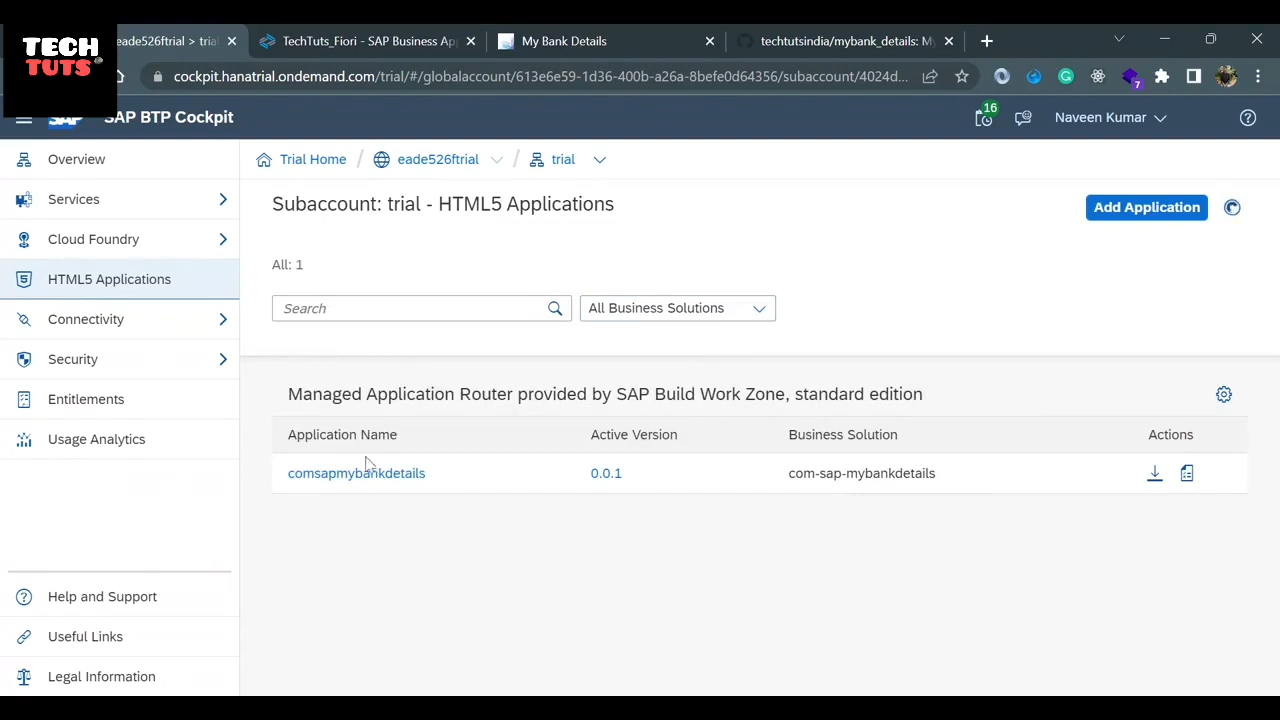 TECH
TUTS
eade526ftrial > tria
TechTuts_Fiori - SAP Business Ap
My Bank Details
techtutsindia/mybank_details: My
cockpit.hanatrial.ondemand.com/trial/#/globalaccount/613e6e59-1d36-400b-a26a-8befe0d64356/subaccount/4024d...
7
SAP
SAP BTP Cockpit
16
Naveen Kumar
Overview
Services
Cloud Foundry
HTML5 Applications
Connectivity
Security
Entitlements
Usage Analytics
Help and Support
Useful Links
Legal Information
Trial Home / eade526ftrial / trial
Subaccount: trial - HTML5 Applications
Add Application
All: 1
Search
All Business Solutions
Managed Application Router provided by SAP Build Work Zone, standard edition
Application Name Active Version Business Solution Actions
comsapmybankdetails 0.0.1 com-sap-mybankdetails